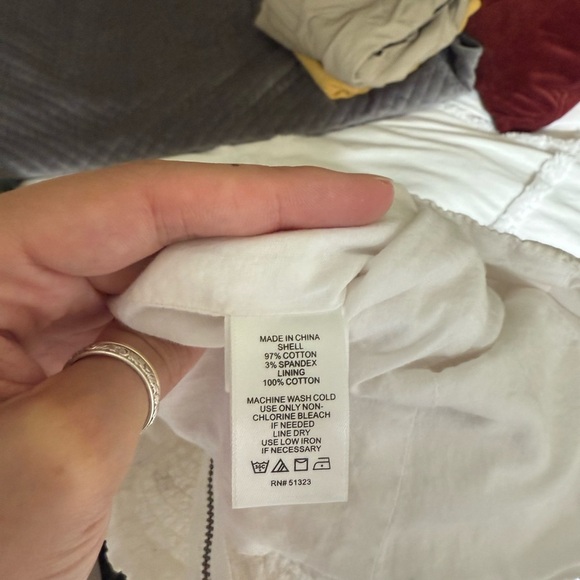 MADE IN CHINA
SHELL
97% COTTON
3% SPANDEX
LINING
100% COTTON
MACHINE WASH COLD
USE ONLY NON-
CHLORINE BLEACH
IF NEEDED
LINE DRY
USE LOW IRON
IF NECESSARY
RN# 51323